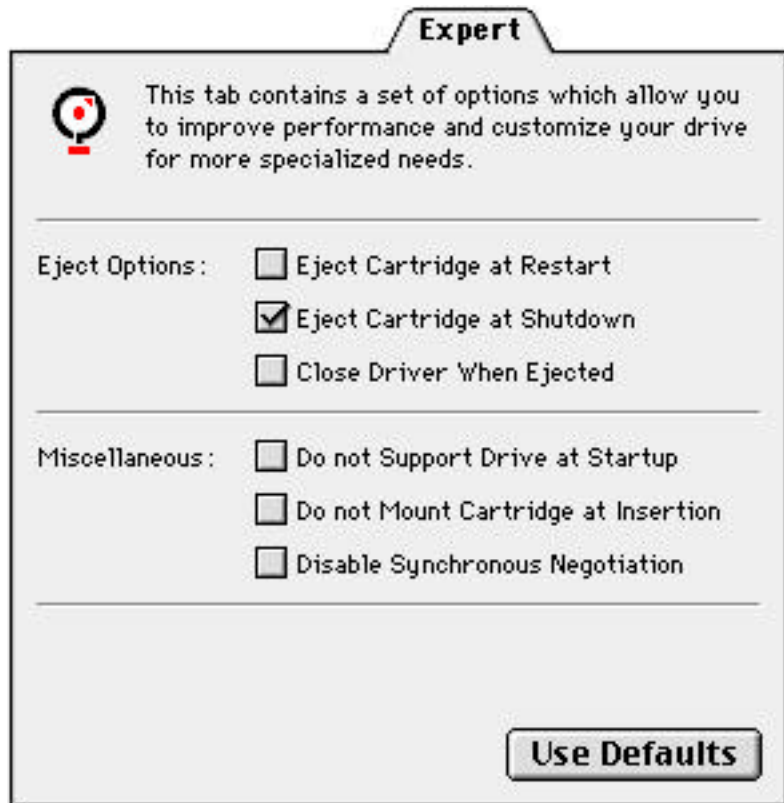 Expert
This tab contains a set of options which allow you
to improve performance and customize your drive
for more specialized needs.
Eject Options:
Eject Cartridge at Restart
Eject Cartridge at Shutdown
Close Driver When Ejected
Miscellaneous:
Do not Support Drive at Startup
Do not Mount Cartridge at Insertion
Disable Synchronous Negotiation
Use Defaults